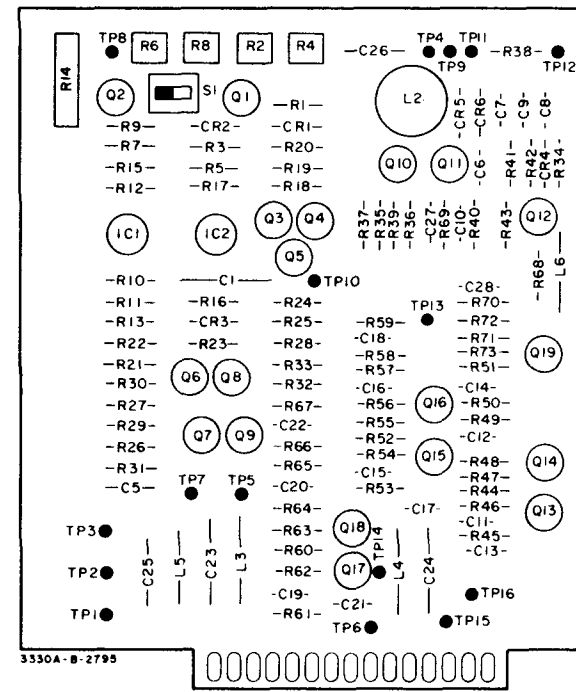 TP8 R6 R8 R2 R4 -C26- TP4 TP11 -R38-
TP9 TP12
R14
Q2 S1 Q1 -R1- L2 -CR5- -CR6- -C7- -C9- -C8-
-R9- -CR2- -CR1-
-R7- -R3- -R20-
-R15- -R5- -R19- Q10 Q11 -C6- -R41- -R42- -CR4- -R34-
-R12- -R17- -R18-
IC1 IC2 Q3 Q4 -R37- -R35- -R39- -R36- -C27- -R69- -C10- -R40- -R43- Q12
Q5 -R68- L6
-R10- C1 TP10 -C28-
-R11- -R16- -R24- TP13 -R70-
-R13- -CR3- -R25- -R59- -R72-
-C18- -R71-
-R22- -R23- -R28- -R58- -R73- Q19
-R21- -R33- -R57- -R51-
-R30- Q6 Q8 -R32- -C16- -C14-
-R27- -R67- -R56- Q16 -R50-
-R29- -C22- -R55- -R49-
-R26- Q7 Q9 -R66- -R52- -C12-
-R31- -R65- -R54- Q15 -R48- Q14
-C15- -R47-
-C5- TP7 TP5 -C20- -R53- -R44-
-R64- -C17- -R46- Q13
TP3 -R63- Q18 -C11-
-R60- TP14 -R45-
-C13-
TP2 C25 L5 C23 L3 -R62- Q17 L4 C24
-C19- -C21- TP16
TP1 -R61- TP6 TP15
3330A-B-2795